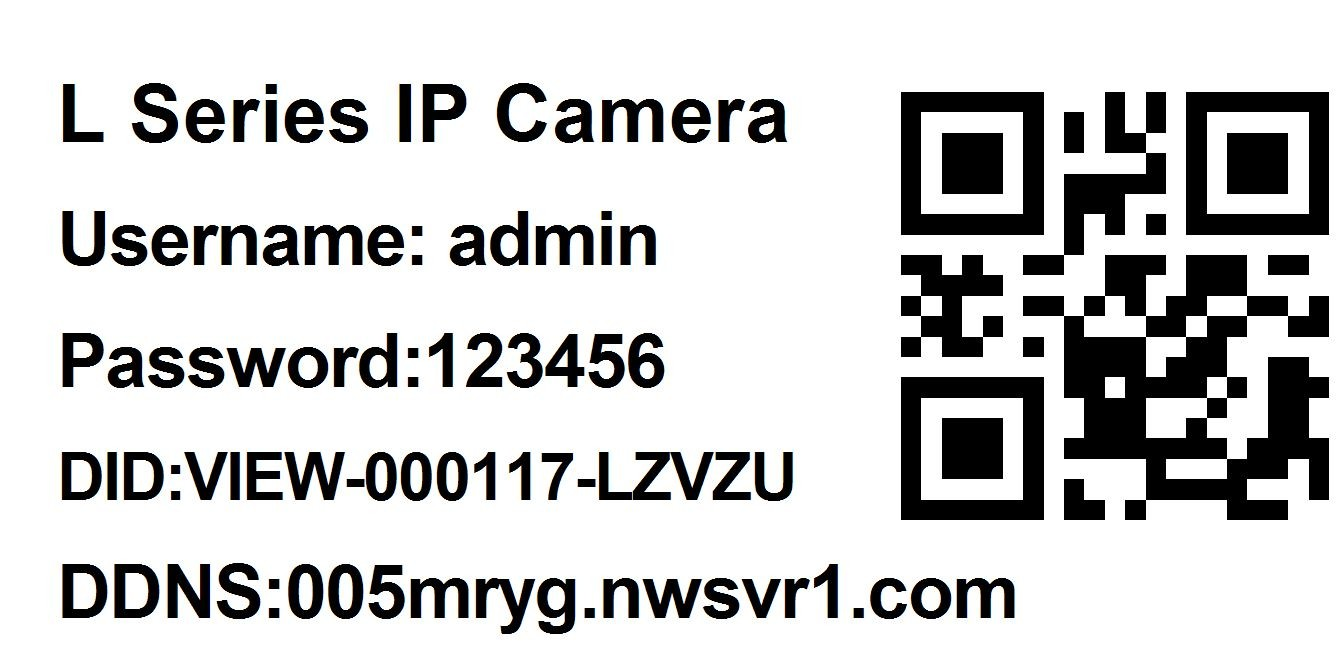 L Series IP Camera
Username: admin
Password:123456
DID:VIEW-000117-LZVZU
DDNS:005mryg.nwsvr1.com